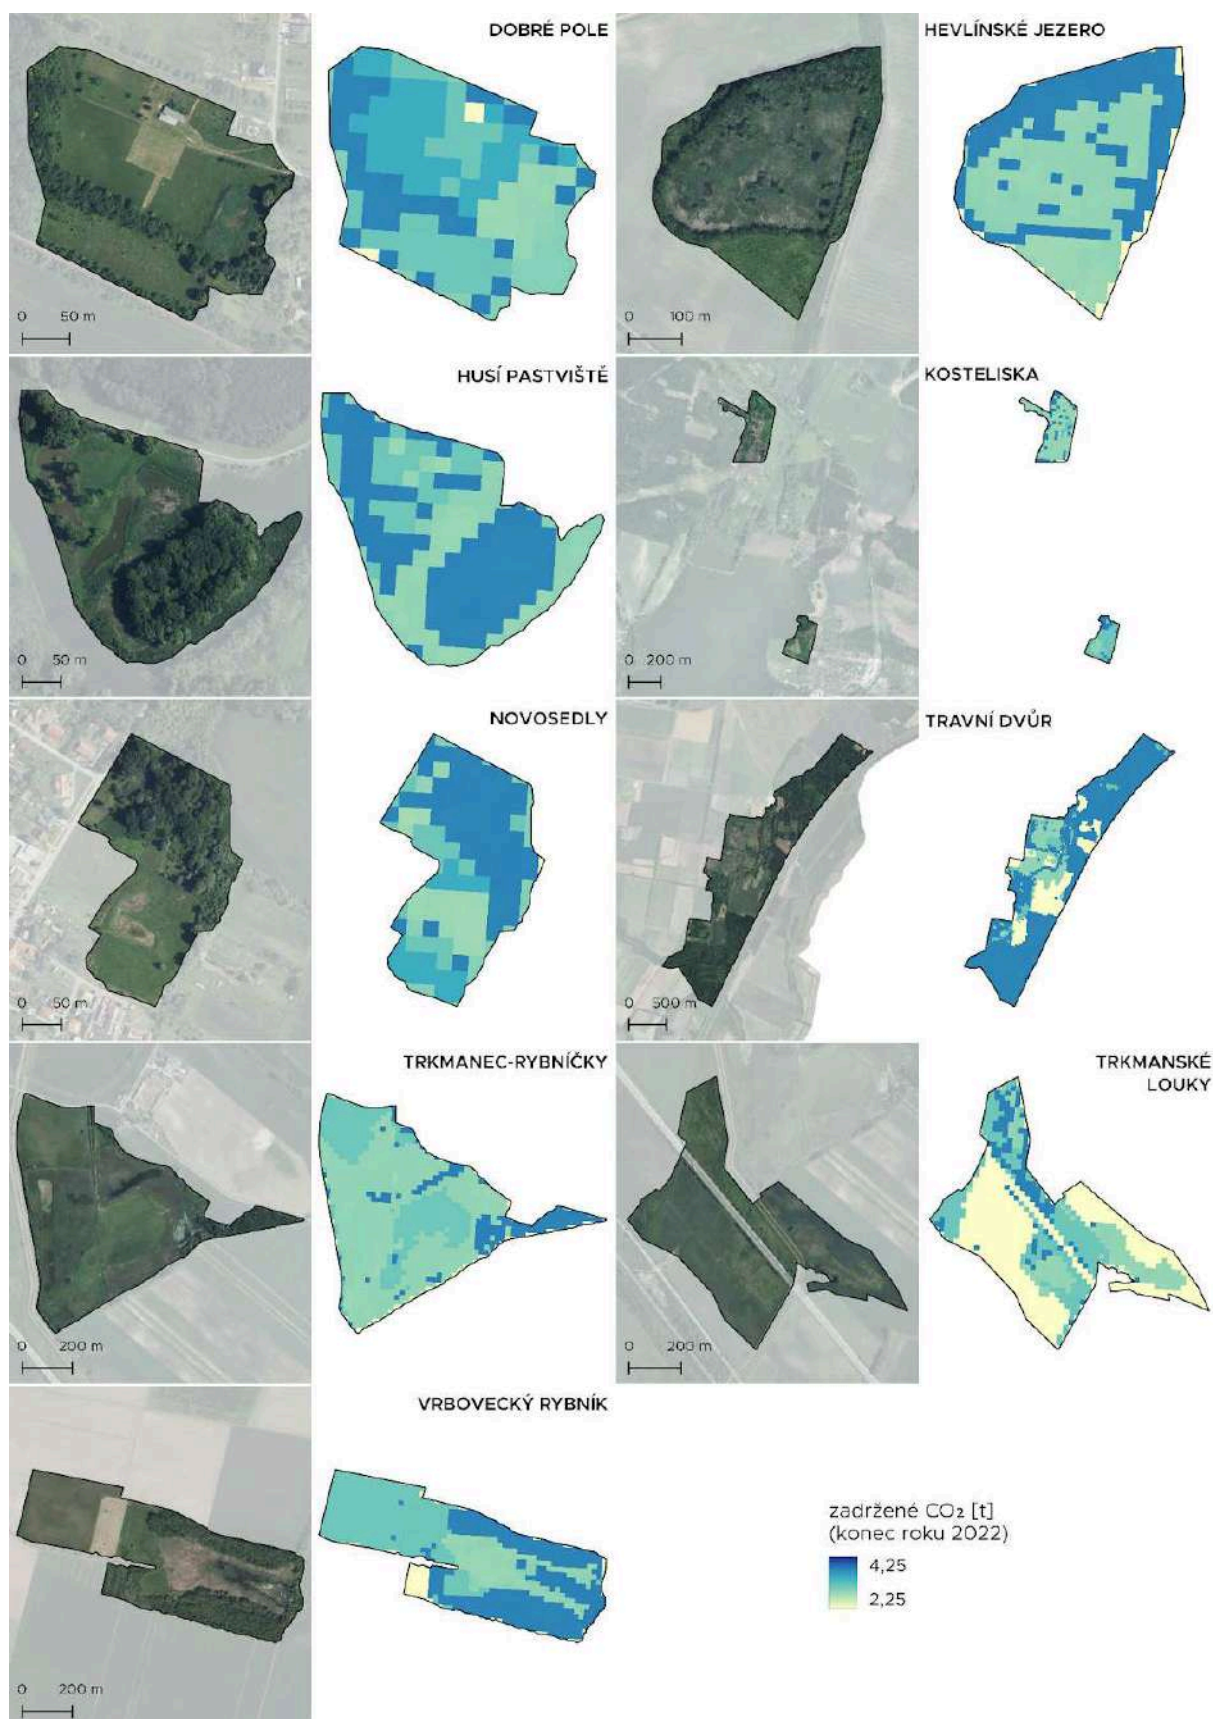 DOBRÉ POLE
HEVLÍNSKÉ JEZERO
0 50 m
0 100 m
HUSÍ PASTVIŠTĚ
KOSTELISKA
0 50 m
0 200 m
NOVOSEDLY
TRAVNÍ DVŮR
0 50 m
0 500 m
TRKMANEC-RYBNÍČKY
TRKMANSKÉ
LOUKY
0 200 m
0 200 m
VRBOVECKÝ RYBNÍK
zadržené CO₂ [t]
(konec roku 2022)
4,25
2,25
0 200 m